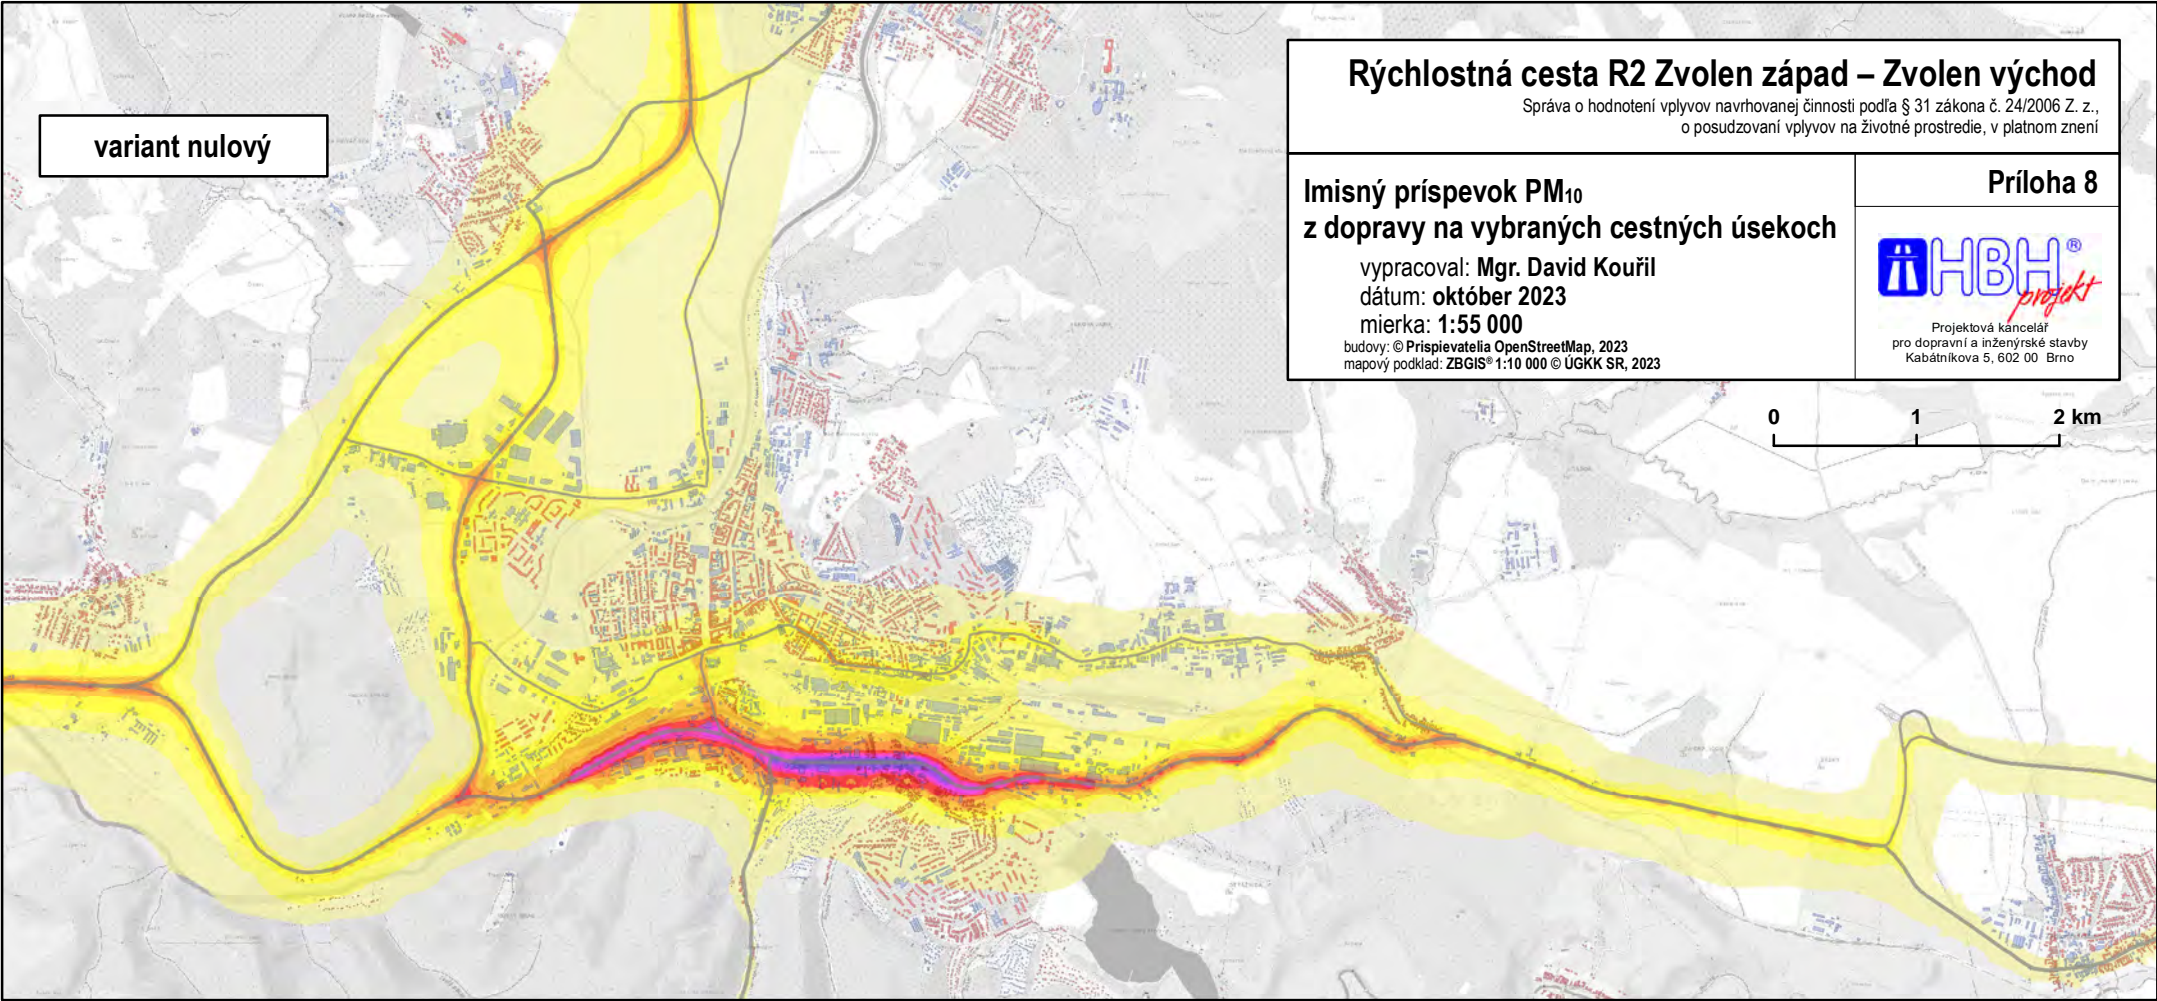 variant nulový
Rýchlostná cesta R2 Zvolen západ – Zvolen východ
Správa o hodnotení vplyvov navrhovanej činnosti podľa § 31 zákona č. 24/2006 Z. z.,
o posudzovaní vplyvov na životné prostredie, v platnom znení
Imisný príspevok PM10
z dopravy na vybraných cestných úsekoch
vypracoval: Mgr. David Kouřil
dátum: október 2023
mierka: 1:55 000
budovy: © Prispievatelia OpenStreetMap, 2023
mapový podklad: ZBGIS® 1:10 000 © ÚGKK SR, 2023
Príloha 8
HBH®
projekt
Projektová kancelář
pro dopravní a inženýrské stavby
Kabátníkova 5, 602 00 Brno
0 1 2 km